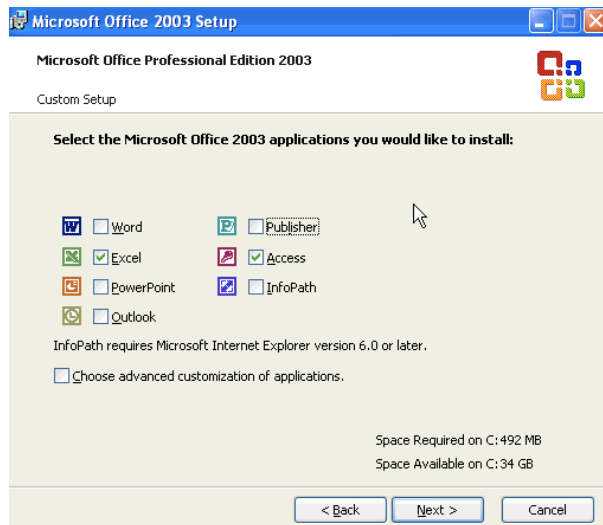 Microsoft Office 2003 Setup
Microsoft Office Professional Edition 2003
Custom Setup
Select the Microsoft Office 2003 applications you would like to install:
Word
Publisher
Excel
Access
PowerPoint
InfoPath
Outlook
InfoPath requires Microsoft Internet Explorer version 6.0 or later.
Choose advanced customization of applications.
Space Required on C: 492 MB
Space Available on C: 34 GB
< Back
Next >
Cancel